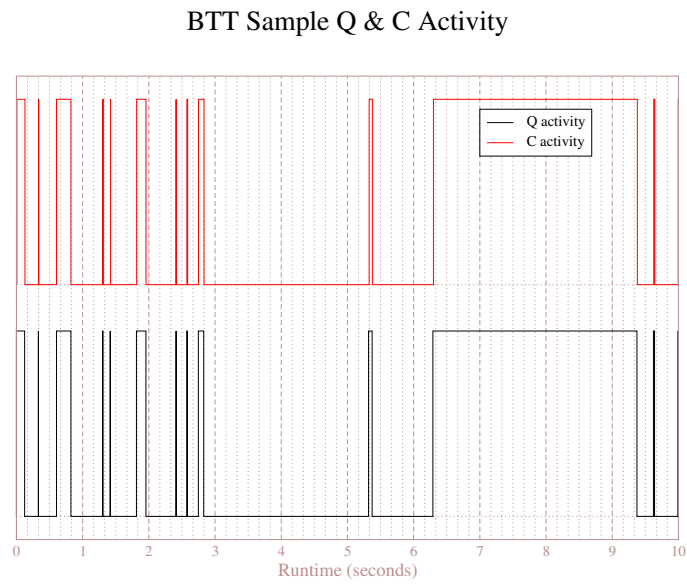 BTT Sample Q & C Activity
Q activity
C activity
0 1 2 3 4 5 6 7 8 9 10
Runtime (seconds)